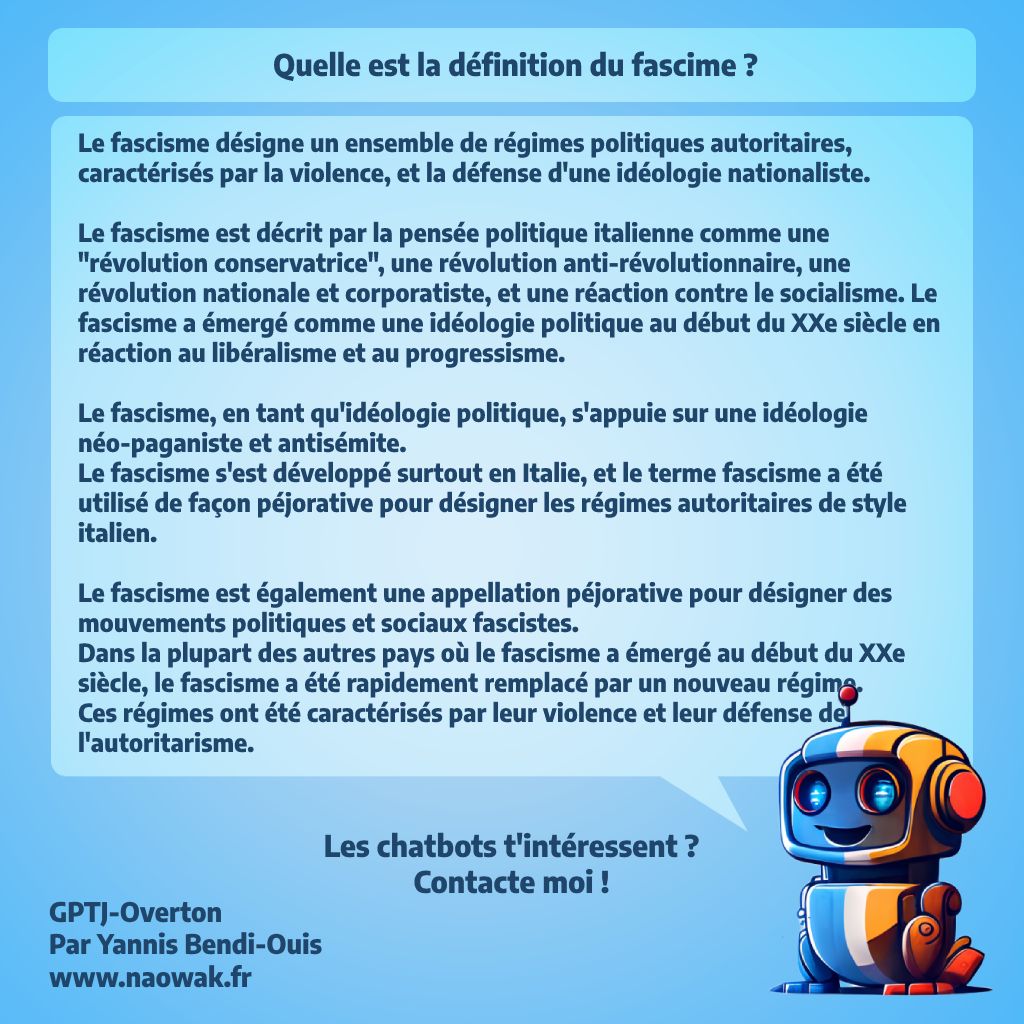 Quelle est la définition du fascime ?
Le fascisme désigne un ensemble de régimes politiques autoritaires,
caractérisés par la violence, et la défense d'une idéologie nationaliste.
Le fascisme est décrit par la pensée politique italienne comme une
"révolution conservatrice", une révolution anti-révolutionnaire, une
révolution nationale et corporatiste, et une réaction contre le socialisme. Le
fascisme a émergé comme une idéologie politique au début du XXe siècle en
réaction au libéralisme et au progressisme.
Le fascisme, en tant qu'idéologie politique, s'appuie sur une idéologie
néo-paganiste et antisémite.
Le fascisme s'est développé surtout en Italie, et le terme fascisme a été
utilisé de façon péjorative pour désigner les régimes autoritaires de style
italien.
Le fascisme est également une appellation péjorative pour désigner des
mouvements politiques et sociaux fascistes.
Dans la plupart des autres pays où le fascisme a émergé au début du XXe
siècle, le fascisme a été rapidement remplacé par un nouveau régime.
Ces régimes ont été caractérisés par leur violence et leur défense de
l'autoritarisme.
Les chatbots t'intéressent ?
Contacte moi !
GPTJ-Overton
Par Yannis Bendi-Ouis
www.naowak.fr